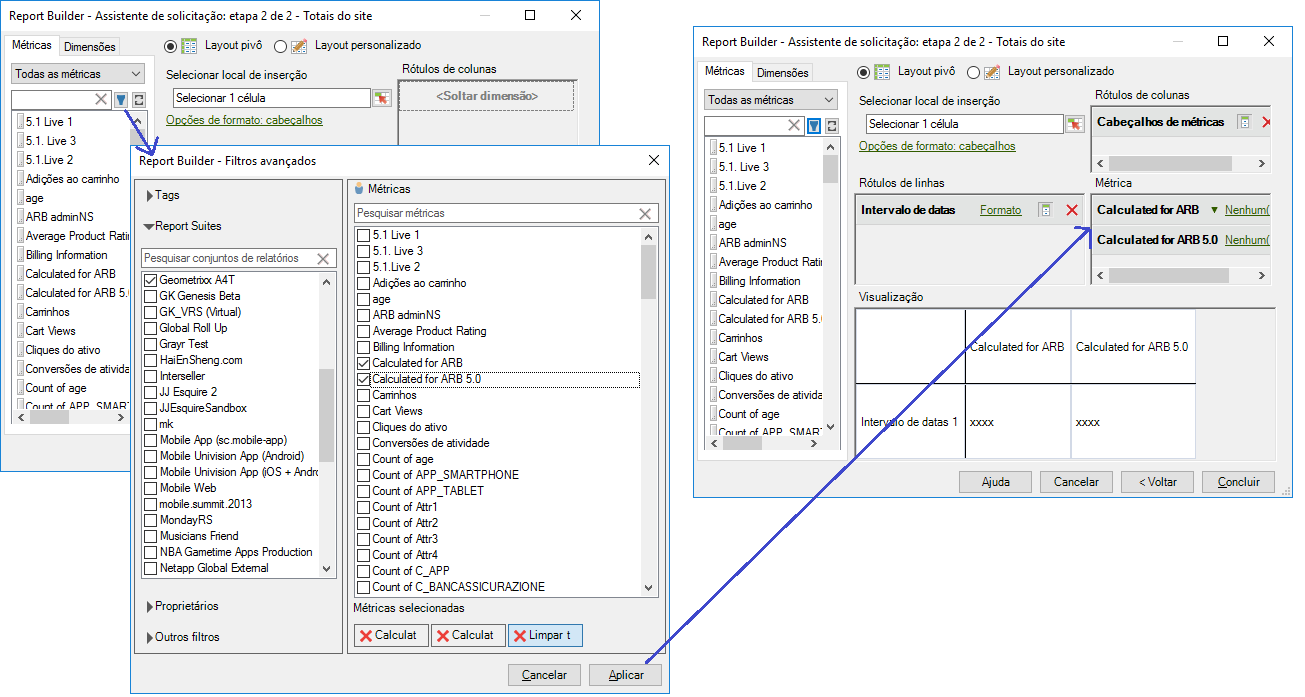 Report Builder - Assistente de solicitação: etapa 2 de 2 - Totais do site
Métricas
Dimensões
Layout pivô
Layout personalizado
Todas as métricas
Selecionar local de inserção
Selecionar 1 célula
Opções de formato: cabeçalhos
Rótulos de colunas
<Soltar dimensão>
5.1 Live 1
5.1. Live 3
5.1.Live 2
Adições ao carrinho
age
ARB adminNS
Average Product Ratin
Billing Information
Calculated for ARB
Calculated for ARB 5.0
Carrinhos
Cart Views
Cliques do ativo
Conversões de ativida
Count of age
Count of APP_SMART
Report Builder - Filtros avançados
Tags
Report Suites
Pesquisar conjuntos de relatórios
Geometrixx A4T
GK Genesis Beta
GK_VRS (Virtual)
Global Roll Up
Grayr Test
HaiEnSheng.com
Interseller
JJ Esquire 2
JJEsquireSandbox
mk
Mobile App (sc.mobile-app)
Mobile Univision App (Android)
Mobile Univision App (iOS + Andro
Mobile Web
mobile.summit.2013
MondayRS
Musicians Friend
NBA Gametime Apps Production
Netapp Global External
Proprietários
Outros filtros
Métricas
Pesquisar métricas
5.1 Live 1
5.1. Live 3
5.1.Live 2
Adições ao carrinho
age
ARB adminNS
Average Product Rating
Billing Information
Calculated for ARB
Calculated for ARB 5.0
Carrinhos
Cart Views
Cliques do ativo
Conversões de atividade
Count of age
Count of APP_SMARTPHONE
Count of APP_TABLET
Count of Attr1
Count of Attr2
Count of Attr3
Count of Attr4
Count of C_APP
Count of C_BANCASSICURAZIONE
Métricas selecionadas
Calculat
Calculat
Limpar t
Cancelar
Aplicar
Report Builder - Assistente de solicitação: etapa 2 de 2 - Totais do site
Métricas
Dimensões
Layout pivô
Layout personalizado
Todas as métricas
Selecionar local de inserção
Selecionar 1 célula
Opções de formato: cabeçalhos
Rótulos de colunas
Cabeçalhos de métricas
Rótulos de linhas
Intervalo de datas
Formato
Métrica
Calculated for ARB
Nenhum(
Calculated for ARB 5.0
Nenhum(
5.1 Live 1
5.1. Live 3
5.1.Live 2
Adições ao carrinho
age
ARB adminNS
Average Product Ratin
Billing Information
Calculated for ARB
Calculated for ARB 5.0
Carrinhos
Cart Views
Cliques do ativo
Conversões de ativida
Count of age
Count of APP_SMART
Visualização
Calculated for ARB
Calculated for ARB 5.0
Intervalo de datas 1
xxxx
xxxx
Ajuda
Cancelar
< Voltar
Concluir